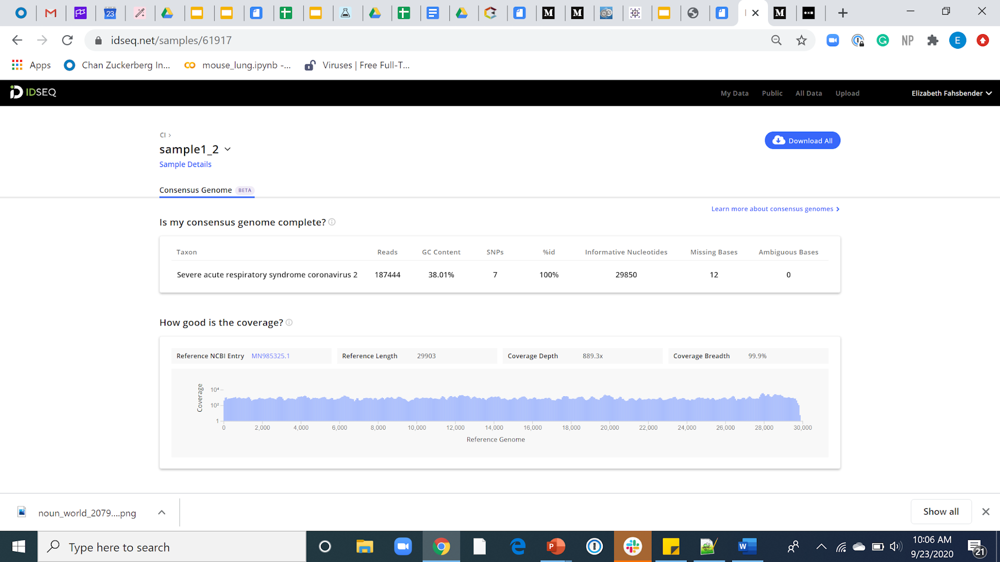 23
M
M
M
idseq.net/samples/61917
NP
E
Apps
Chan Zuckerberg In...
mouse_lung.ipynb -...
Viruses | Free Full-T...
IDSEQ
My Data
Public
All Data
Upload
Elizabeth Fahsbender
CI >
sample1_2
Sample Details
Download All
Consensus Genome BETA
Learn more about consensus genomes >
Is my consensus genome complete?
Taxon Reads GC Content SNPs %id Informative Nucleotides Missing Bases Ambiguous Bases
Severe acute respiratory syndrome coronavirus 2 187444 38.01% 7 100% 29850 12 0
How good is the coverage?
Reference NCBI Entry MN985325.1 Reference Length 29903 Coverage Depth 889.3x Coverage Breadth 99.9%
Coverage
10⁴
10²
1
0 2,000 4,000 6,000 8,000 10,000 12,000 14,000 16,000 18,000 20,000 22,000 24,000 26,000 28,000 30,000
Reference Genome
noun_world_2079....png
Show all
Type here to search
P
W
10:06 AM
9/23/2020
21